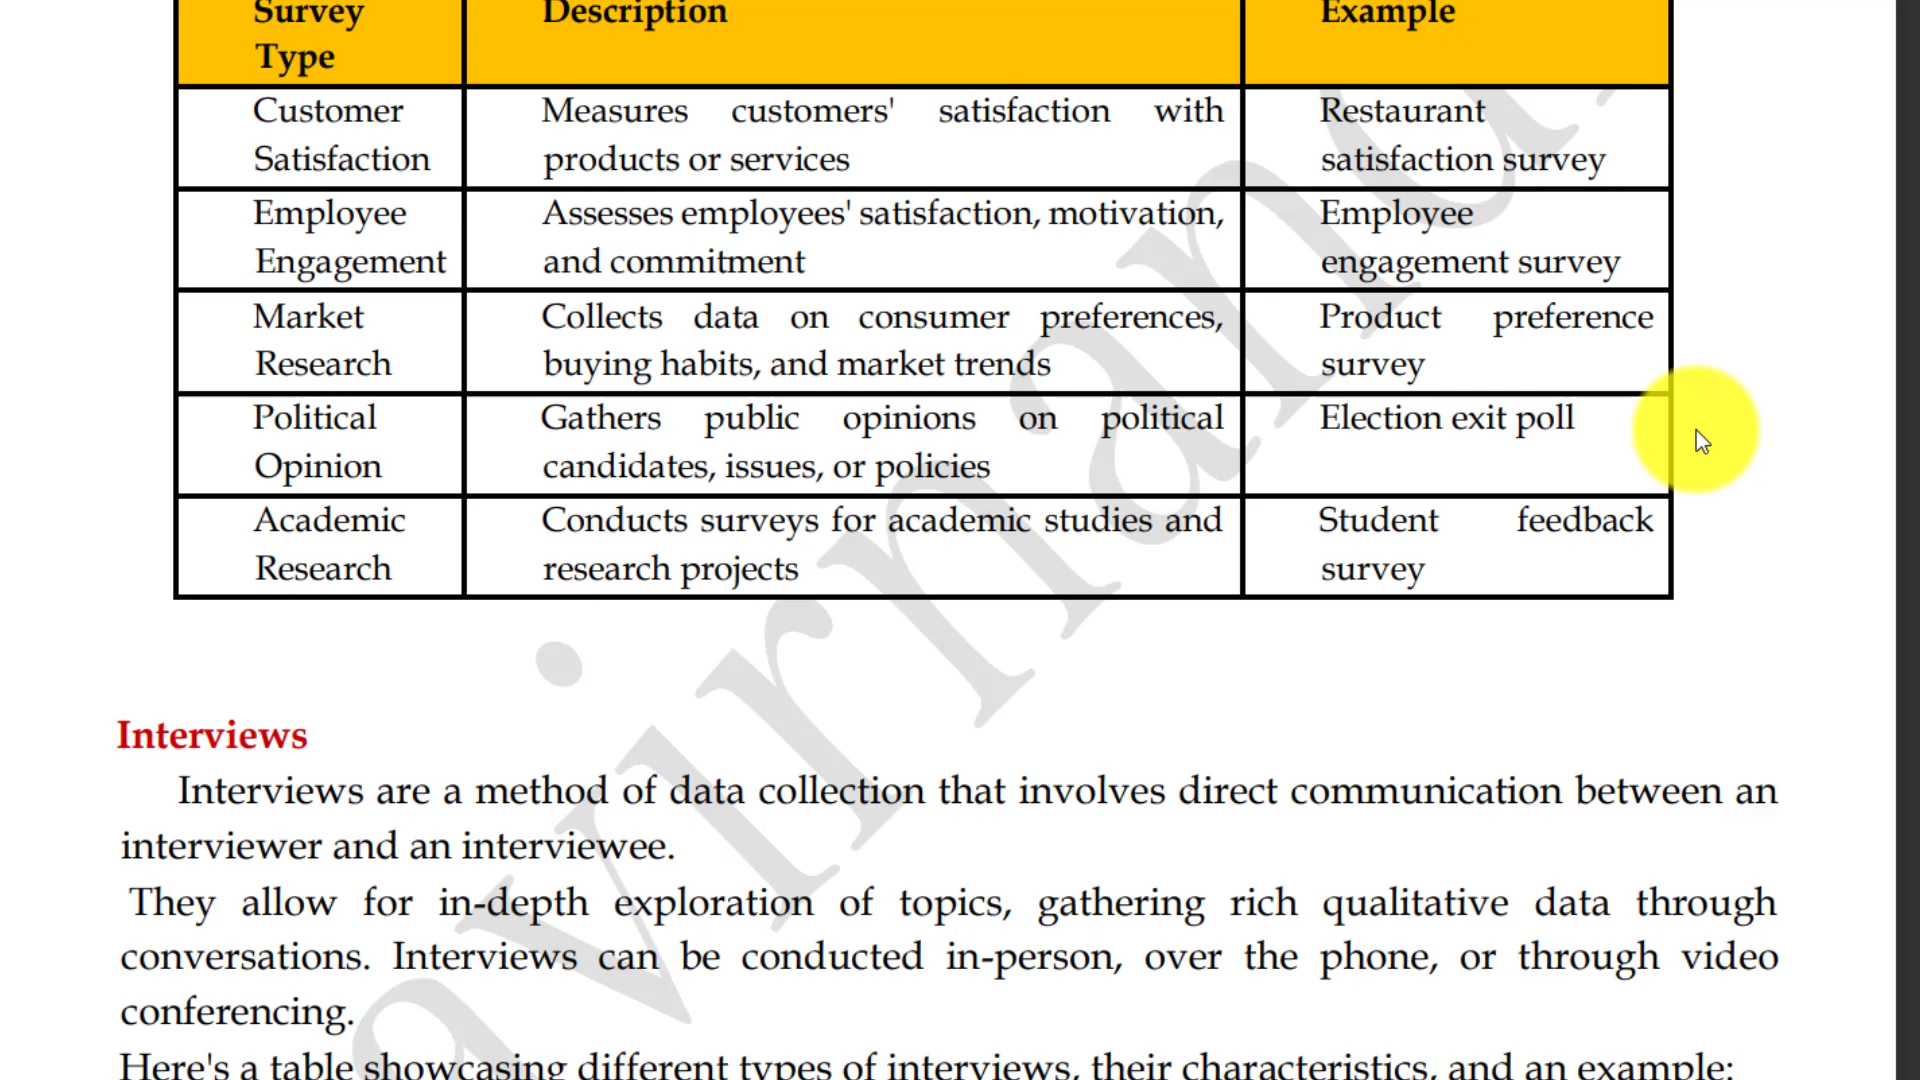 Survey Type
Description
Example
Customer Satisfaction
Measures customers' satisfaction with
products or services
Restaurant
satisfaction survey
Employee
Engagement
Assesses employees' satisfaction, motivation,
and commitment
Employee
engagement survey
Market
Research
Collects data on consumer preferences,
buying habits, and market trends
Product preference
survey
Political
Opinion
Gathers public opinions on political
candidates, issues, or policies
Election exit poll
Academic
Research
Conducts surveys for academic studies and
research projects
Student feedback
survey
Interviews
Interviews are a method of data collection that involves direct communication between an
interviewer and an interviewee.
They allow for in-depth exploration of topics, gathering rich qualitative data through
conversations. Interviews can be conducted in-person, over the phone, or through video
conferencing.
Here's a table showcasing different types of interviews, their characteristics, and an example: